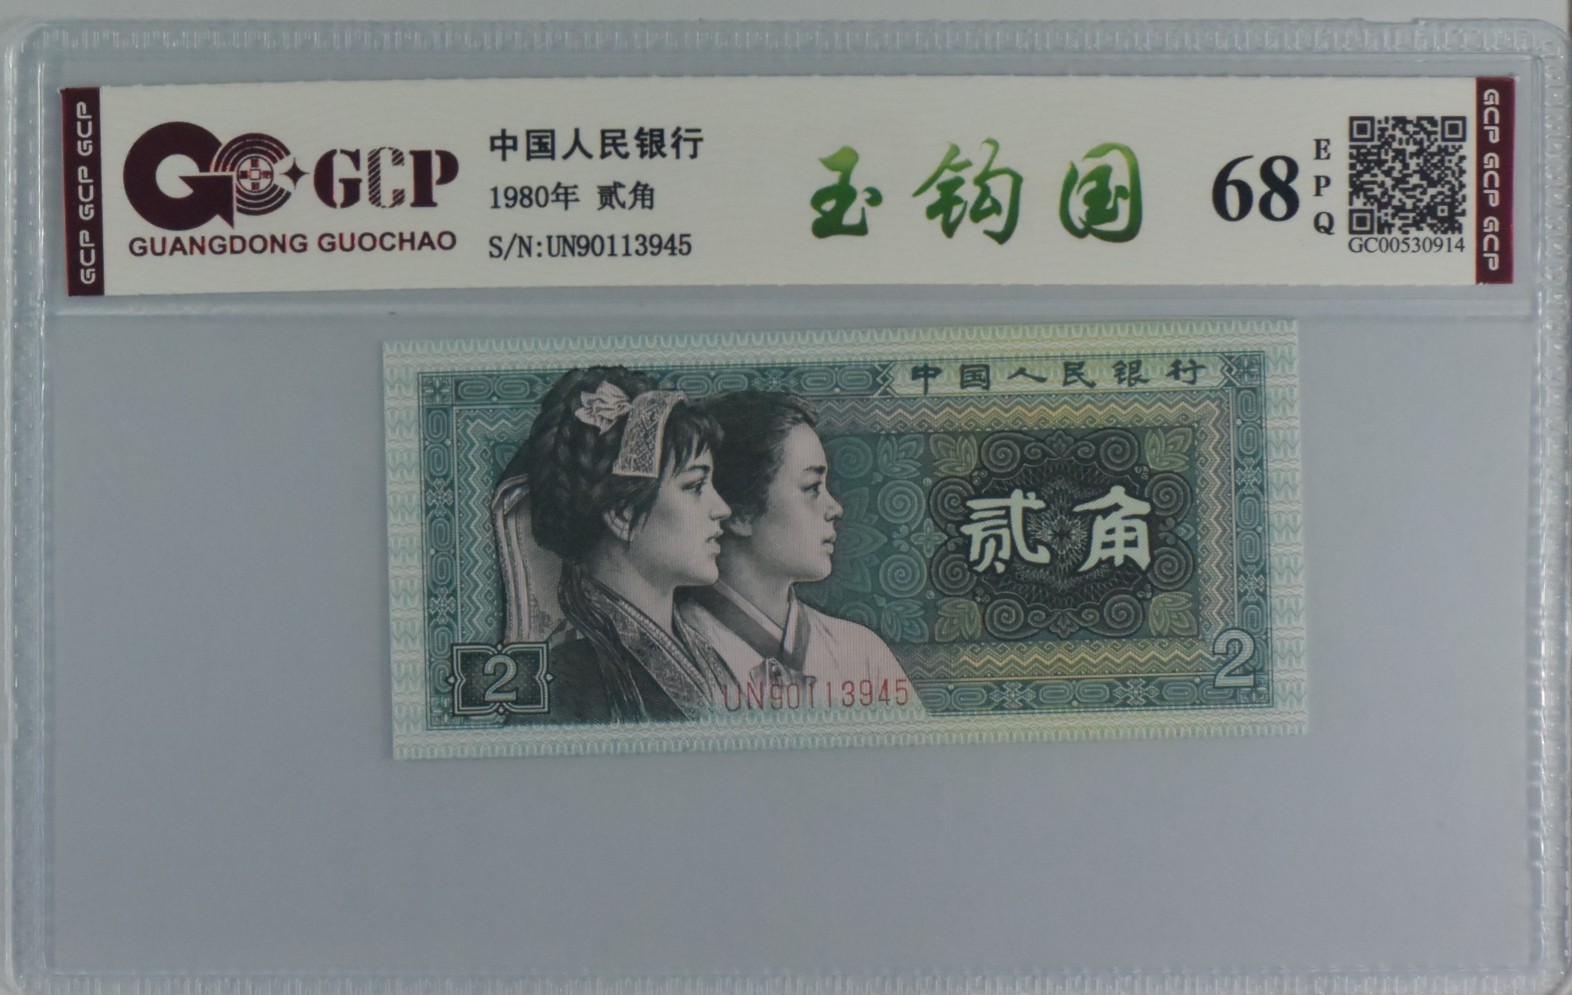 GCP GCP GCP
GCP
GUANGDONG GUOCHAO
中国人民银行
1980年 贰角
S/N:UN90113945
玉钩国
68
EPQ
GC00530914
GCP GCP GCP
中国人民银行
贰角
2
2
UN90113945